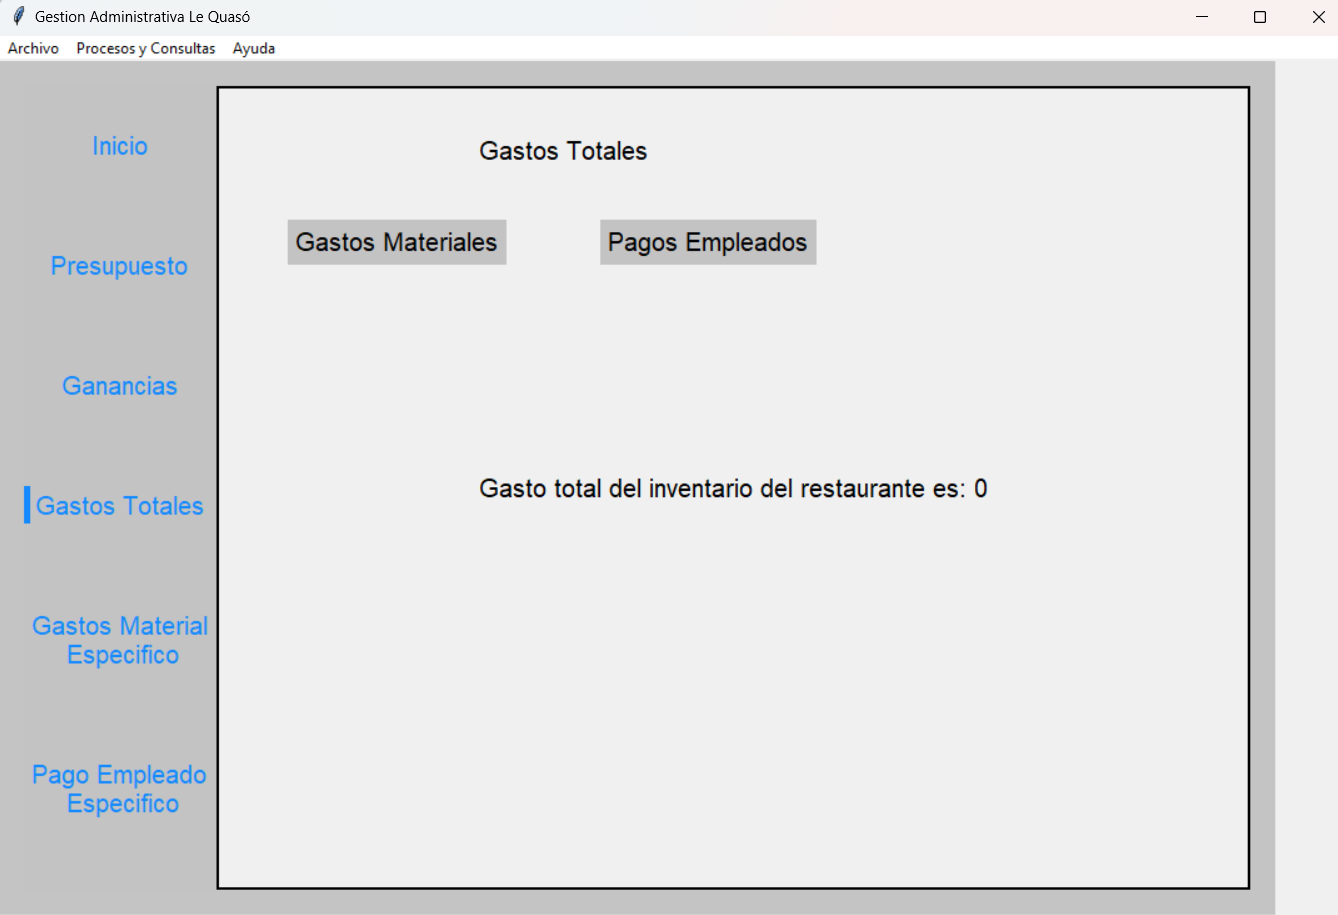 Gestion Administrativa Le Quasó
Archivo Procesos y Consultas Ayuda
Inicio
Presupuesto
Ganancias
Gastos Totales
Gastos Material
Especifico
Pago Empleado
Especifico
Gastos Totales
Gastos Materiales
Pagos Empleados
Gasto total del inventario del restaurante es: 0